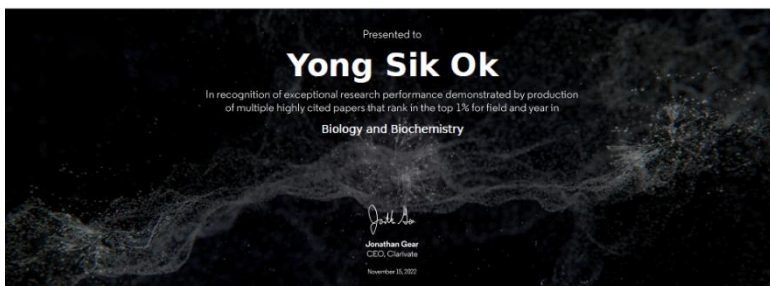 Presented to
Yong Sik Ok
In recognition of exceptional research performance demonstrated by production
of multiple highly cited papers that rank in the top 1% for field and year in
Biology and Biochemistry
Jonathan Gear
CEO, Clarivate
November 15, 2022